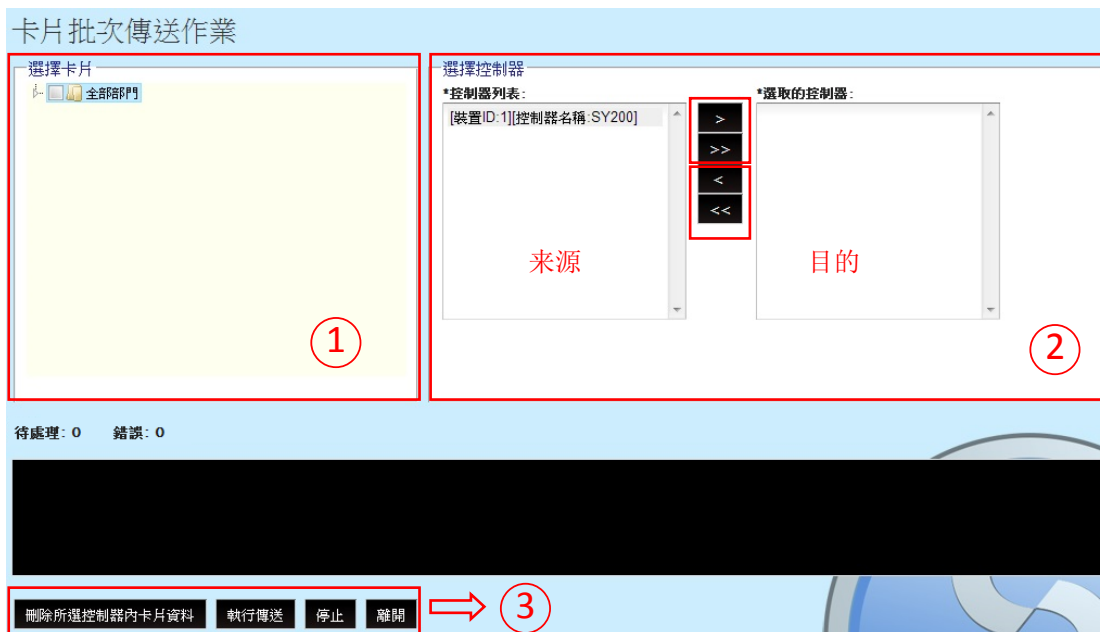 卡片批次傳送作業
選擇卡片
全部部門
①
選擇控制器
*控制器列表:
[裝置ID:1][控制器名稱:SY200]
来源
>
>>
<
<<
*選取的控制器:
目的
②
待處理: 0 錯誤: 0
刪除所選控制器內卡片資料 執行傳送 停止 離開 ③